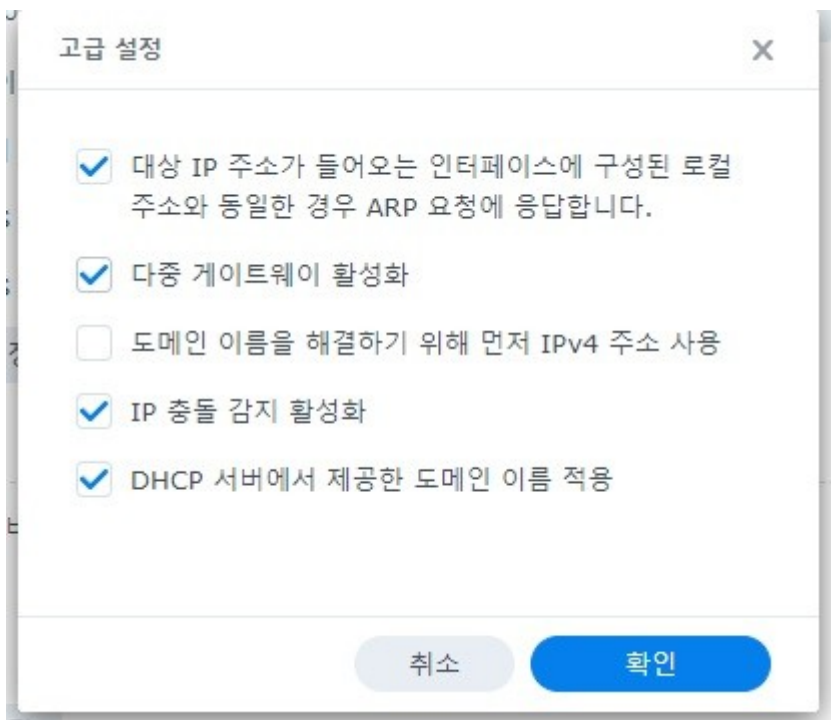 고급 설정
대상 IP 주소가 들어오는 인터페이스에 구성된 로컬
주소와 동일한 경우 ARP 요청에 응답합니다.
다중 게이트웨이 활성화
도메인 이름을 해결하기 위해 먼저 IPv4 주소 사용
IP 충돌 감지 활성화
DHCP 서버에서 제공한 도메인 이름 적용
취소
확인